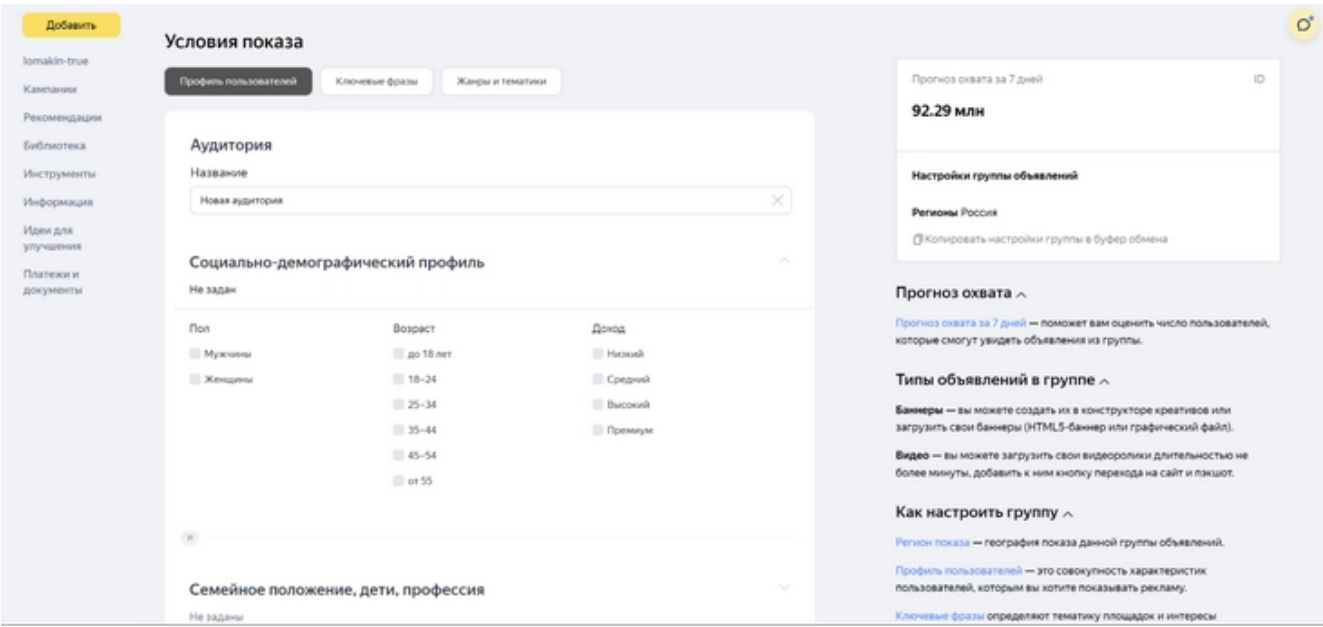 Добавить
lomakin-true
Кампании
Рекомендации
Библиотека
Инструменты
Информация
Идеи для
улучшения
Платежи и
документы
Условия показа
Профиль пользователей
Ключевые фразы
Жанры и тематики
Аудитория
Название
Новая аудитория
Социально-демографический профиль
Не задан
Пол
Мужчины
Женщины
Возраст
до 18 лет
18–24
25–34
35–44
45–54
от 55
Доход
Низкий
Средний
Высокий
Премиум
и
Семейное положение, дети, профессия
Не заданы
Прогноз охвата за 7 дней
ID
92.29 млн
Настройки группы объявлений
Регионы Россия
Копировать настройки группы в буфер обмена
Прогноз охвата
Прогноз охвата за 7 дней — поможет вам оценить число пользователей,
которые смогут увидеть объявления из группы.
Типы объявлений в группе
Баннеры — вы можете создать их в конструкторе креативов или
загрузить свои баннеры (HTML5-баннер или графический файл).
Видео — вы можете загрузить свои видеоролики длительностью не
более минуты, добавить к ним кнопку перехода на сайт и пэкшот.
Как настроить группу
Регион показа — география показа данной группы объявлений.
Профиль пользователей — это совокупность характеристик
пользователей, которым вы хотите показывать рекламу.
Ключевые фразы определяют тематику площадок и интересы